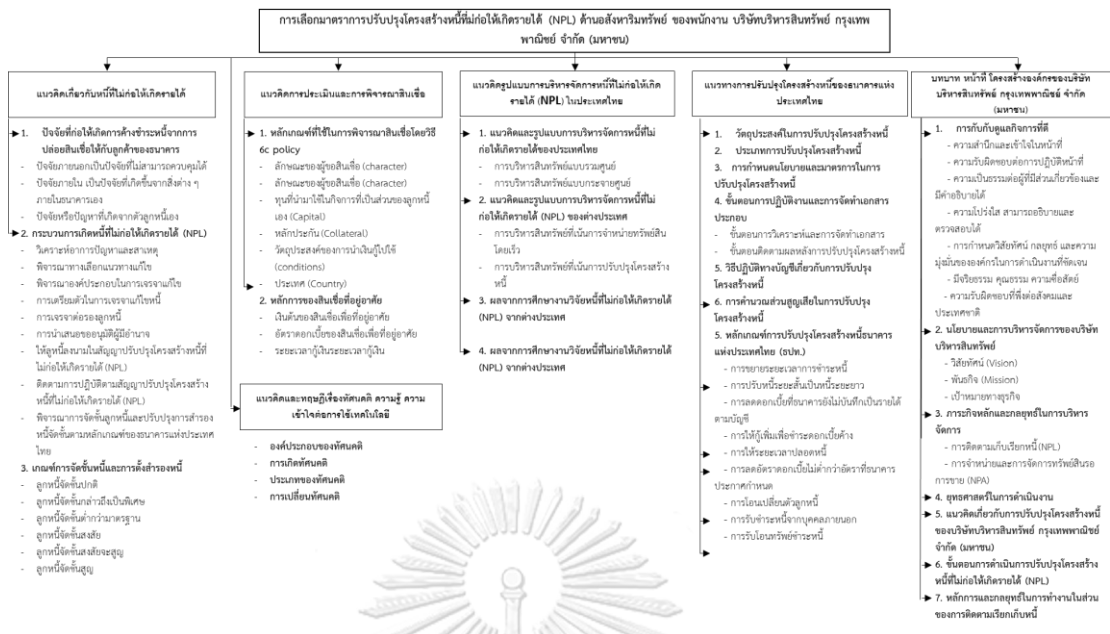 การเลือกมาตราการปรับปรุงโครงสร้างหนี้ที่ไม่ก่อให้เกิดรายได้ (NPL) ด้านอสังหาริมทรัพย์ ของพนักงาน บริษัทบริหารสินทรัพย์ กรุงเทพ
พาณิชย์ จำกัด (มหาชน)
แนวคิดเกี่ยวกับหนี้ที่ไม่ก่อให้เกิดรายได้
1. ปัจจัยที่ก่อให้เกิดการค้างชำระหนี้จากการ
ปล่อยสินเชื่อให้กับลูกค้าของธนาคาร
- ปัจจัยภายนอกเป็นปัจจัยที่ไม่สามารถควบคุมได้
- ปัจจัยภายใน เป็นปัจจัยที่เกิดขึ้นจากสิ่งต่าง ๆ
ภายในธนาคารเอง
- ปัจจัยหรือปัญหาที่เกิดจากตัวลูกหนี้เอง
2. กระบวนการเกิดหนี้ที่ไม่ก่อให้เกิดรายได้ (NPL)
- วิเคราะห์อาการปัญหาและสาเหตุ
- พิจารณาทางเลือกแนวทางแก้ไข
- พิจารณาองค์ประกอบในการเจรจาแก้ไข
- การเตรียมตัวในการเจรจาแก้ไขหนี้
- การเจรจาต่อรองลูกหนี้
- การนำเสนอขออนุมัติผู้มีอำนาจ
- ให้ลูกหนี้ลงนามในสัญญาปรับปรุงโครงสร้างหนี้ที่
ไม่ก่อให้เกิดรายได้ (NPL)
- ติดตามการปฏิบัติตามสัญญาปรับปรุงโครงสร้าง
หนี้ที่ไม่ก่อให้เกิดรายได้ (NPL)
- พิจารณาการจัดชั้นลูกหนี้และปรับปรุงการสำรอง
หนี้จัดชั้นตามหลักเกณฑ์ของธนาคารแห่งประเทศ
ไทย
3. เกณฑ์การจัดชั้นหนี้และการตั้งสำรองหนี้
- ลูกหนี้จัดชั้นปกติ
- ลูกหนี้จัดชั้นกล่าวถึงเป็นพิเศษ
- ลูกหนี้จัดชั้นต่ำกว่ามาตรฐาน
- ลูกหนี้จัดชั้นสงสัย
- ลูกหนี้จัดชั้นสงสัยจะสูญ
- ลูกหนี้จัดชั้นสูญ
แนวคิดการประเมินและการพิจารณาสินเชื่อ
1. หลักเกณฑ์ที่ใช้ในการพิจารณาสินเชื่อโดยวิธี
6c policy
- ลักษณะของผู้ขอสินเชื่อ (character)
- ลักษณะของผู้ขอสินเชื่อ (character)
- ทุนที่นำมาใช้ในกิจการที่เป็นส่วนของลูกหนี้
เอง (Capital)
- หลักประกัน (Collateral)
- วัตถุประสงค์ของการนำเงินกู้ไปใช้
(conditions)
- ประเทศ (Country)
2. หลักการของสินเชื่อที่อยู่อาศัย
- เงินต้นของสินเชื่อเพื่อที่อยู่อาศัย
- อัตราดอกเบี้ยของสินเชื่อเพื่อที่อยู่อาศัย
- ระยะเวลากู้เงินระยะเวลากู้เงิน
แนวคิดและทฤษฎีเรื่องทัศนคติ ความรู้ ความ
เข้าใจต่อการใช้เทคโนโลยี
- องค์ประกอบของทัศนคติ
- การเกิดทัศนคติ
- ประเภทของทัศนคติ
- การเปลี่ยนทัศนคติ
แนวคิดรูปแบบการบริหารจัดการหนี้ที่ไม่ก่อให้เกิด
รายได้ (NPL) ในประเทศไทย
1. แนวคิดและรูปแบบการบริหารจัดการหนี้ที่ไม่
ก่อให้เกิดรายได้ของประเทศไทย
- การบริหารสินทรัพย์แบบรวมศูนย์
- การบริหารสินทรัพย์แบบกระจายศูนย์
2. แนวคิดและรูปแบบการบริหารจัดการหนี้ที่ไม่
ก่อให้เกิดรายได้ (NPL) ของต่างประเทศ
- การบริหารสินทรัพย์ที่เน้นการจำหน่ายทรัพย์สิน
โดยเร็ว
- การบริหารสินทรัพย์ที่เน้นการปรับปรุงโครงสร้าง
หนี้
3. ผลจากการศึกษางานวิจัยหนี้ที่ไม่ก่อให้เกิดรายได้
(NPL) จากต่างประเทศ
4. ผลจากการศึกษางานวิจัยหนี้ที่ไม่ก่อให้เกิดรายได้
(NPL) จากต่างประเทศ
แนวทางการปรับปรุงโครงสร้างหนี้ของธนาคารแห่ง
ประเทศไทย
1. วัตถุประสงค์ในการปรับปรุงโครงสร้างหนี้
2. ประเภทการปรับปรุงโครงสร้างหนี้
3. การกำหนดนโยบายและมาตรการในการ
ปรับปรุงโครงสร้างหนี้
4. ขั้นตอนการปฏิบัติงานและการจัดทำเอกสาร
ประกอบ
- ขั้นตอนการวิเคราะห์และการจัดทำเอกสาร
- ขั้นตอนติดตามผลหลังการปรับปรุงโครงสร้างหนี้
5. วิธีปฏิบัติทางบัญชีเกี่ยวกับการปรับปรุง
โครงสร้างหนี้
6. การคำนวณส่วนสูญเสียในการปรับปรุง
โครงสร้างหนี้
5. หลักเกณฑ์การปรับปรุงโครงสร้างหนี้ธนาคาร
แห่งประเทศไทย (ธปท.)
- การขยายระยะเวลาการชำระหนี้
- การปรับหนี้ระยะสั้นเป็นหนี้ระยะยาว
- การลดดอกเบี้ยที่ธนาคารยังไม่บันทึกเป็นรายได้
ตามบัญชี
- การให้กู้เพิ่มเพื่อชำระดอกเบี้ยค้าง
- การให้ระยะเวลาปลอดหนี้
- การลดอัตราดอกเบี้ยไม่ต่ำกว่าอัตราที่ธนาคาร
ประกาศกำหนด
- การโอนเปลี่ยนตัวลูกหนี้
- การรับชำระหนี้จากบุคคลภายนอก
- การรับโอนทรัพย์ชำระหนี้
บทบาท หน้าที่ โครงสร้างองค์กรของบริษัท
บริหารสินทรัพย์ กรุงเทพพาณิชย์ จำกัด
(มหาชน)
1. การกับกับดูแลกิจการที่ดี
- ความสำนึกและเข้าใจในหน้าที่
- ความรับผิดชอบต่อการปฏิบัติหน้าที่
- ความเป็นธรรมต่อผู้ที่มีส่วนเกี่ยวข้องและ
มีคำอธิบายได้
- ความโปร่งใส สามารถอธิบายและ
ตรวจสอบได้
- การกำหนดวิสัยทัศน์ กลยุทธ์ และความ
มุ่งมั่นขององค์กรในการดำเนินงานที่ชัดเจน
- มีจริยธรรม คุณธรรม ความซื่อสัตย์
- ความรับผิดชอบที่พึงต่อสังคมและ
ประเทศชาติ
2. นโยบายและการบริหารจัดการของบริษัท
บริหารสินทรัพย์
- วิสัยทัศน์ (Vision)
- พันธกิจ (Mission)
- เป้าหมายทางธุรกิจ
3. ภาระกิจหลักและกลยุทธ์ในการบริหาร
จัดการ
- การติดตามเก็บเรียกหนี้ (NPL)
- การจำหน่ายและการจัดการทรัพย์สินรอ
การขาย (NPA)
4. ยุทธศาสตร์ในการดำเนินงาน
5. แนวคิดเกี่ยวกับการปรับปรุงโครงสร้างหนี้
ของบริษัทบริหารสินทรัพย์ กรุงเทพพาณิชย์
จำกัด (มหาชน)
6. ขั้นตอนการดำเนินการปรับปรุงโครงสร้าง
หนี้ที่ไม่ก่อให้เกิดรายได้ (NPL)
7. หลักการและกลยุทธ์ในการทำงานในส่วน
ของการติดตามเรียกเก็บหนี้